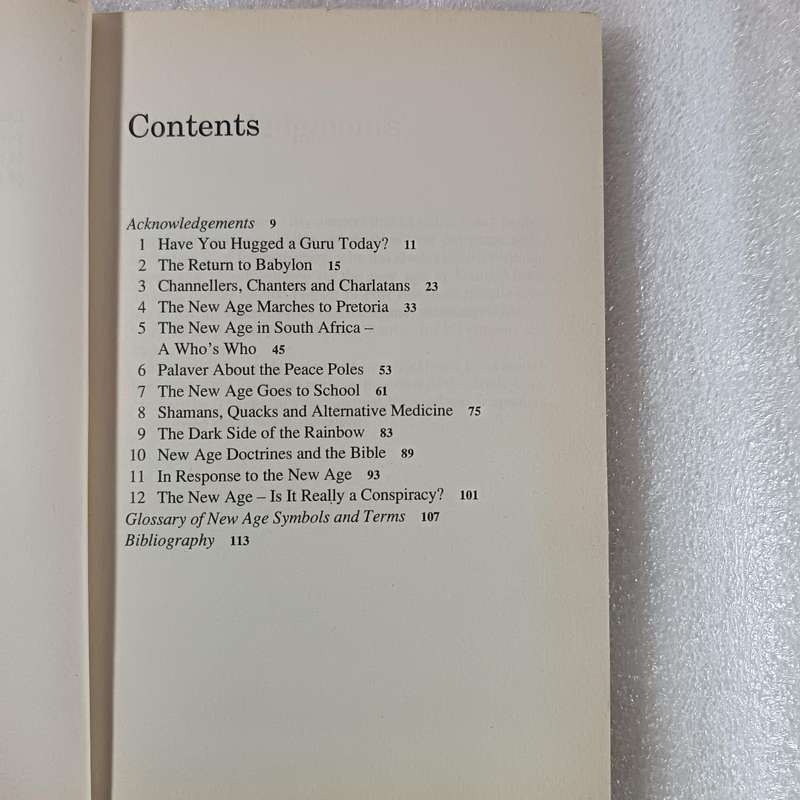 Contents
Acknowledgements 9
1 Have You Hugged a Guru Today? 11
2 The Return to Babylon 15
3 Channellers, Chanters and Charlatans 23
4 The New Age Marches to Pretoria 33
5 The New Age in South Africa –
A Who's Who 45
6 Palaver About the Peace Poles 53
7 The New Age Goes to School 61
8 Shamans, Quacks and Alternative Medicine 75
9 The Dark Side of the Rainbow 83
10 New Age Doctrines and the Bible 89
11 In Response to the New Age 93
12 The New Age – Is It Really a Conspiracy? 101
Glossary of New Age Symbols and Terms 107
Bibliography 113